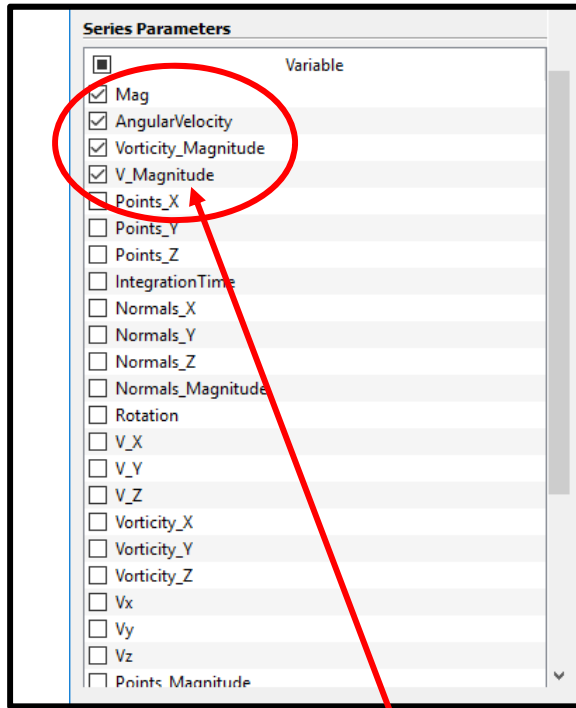 Series Parameters
Variable
Mag
AngularVelocity
Vorticity_Magnitude
V_Magnitude
Points_X
Points_Y
Points_Z
IntegrationTime
Normals_X
Normals_Y
Normals_Z
Normals_Magnitude
Rotation
V_X
V_Y
V_Z
Vorticity_X
Vorticity_Y
Vorticity_Z
Vx
Vy
Vz
Points_Magnitude